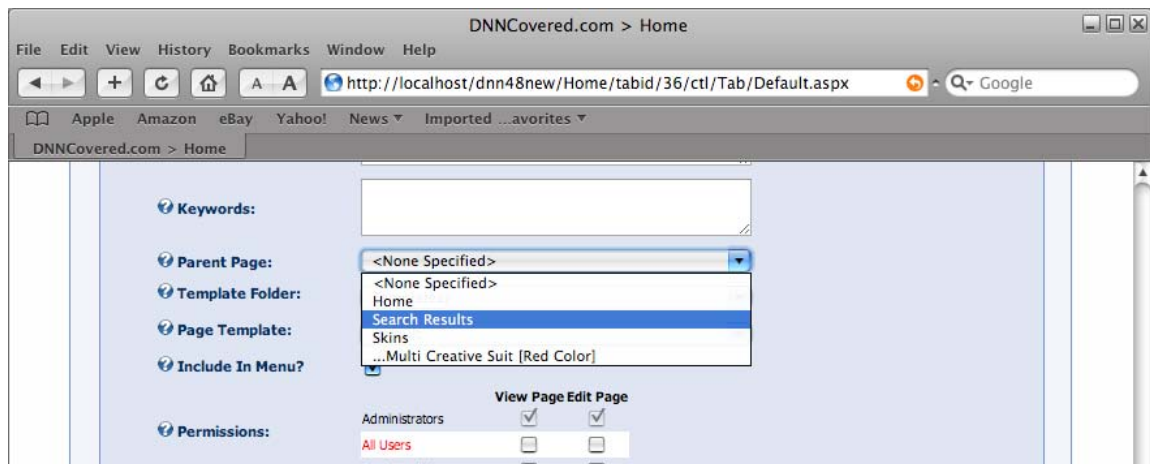 DNNCovered.com > Home
File Edit View History Bookmarks Window Help
A A http://localhost/dnn48new/Home/tabid/36/ctl/Tab/Default.aspx Google
Apple Amazon eBay Yahoo! News Imported ...avorites
DNNCovered.com > Home
Keywords:
Parent Page: <None Specified>
<None Specified>
Template Folder:
Home
Search Results
Page Template:
Skins
...Multi Creative Suit [Red Color]
Include In Menu?
View Page Edit Page
Administrators
Permissions:
All Users